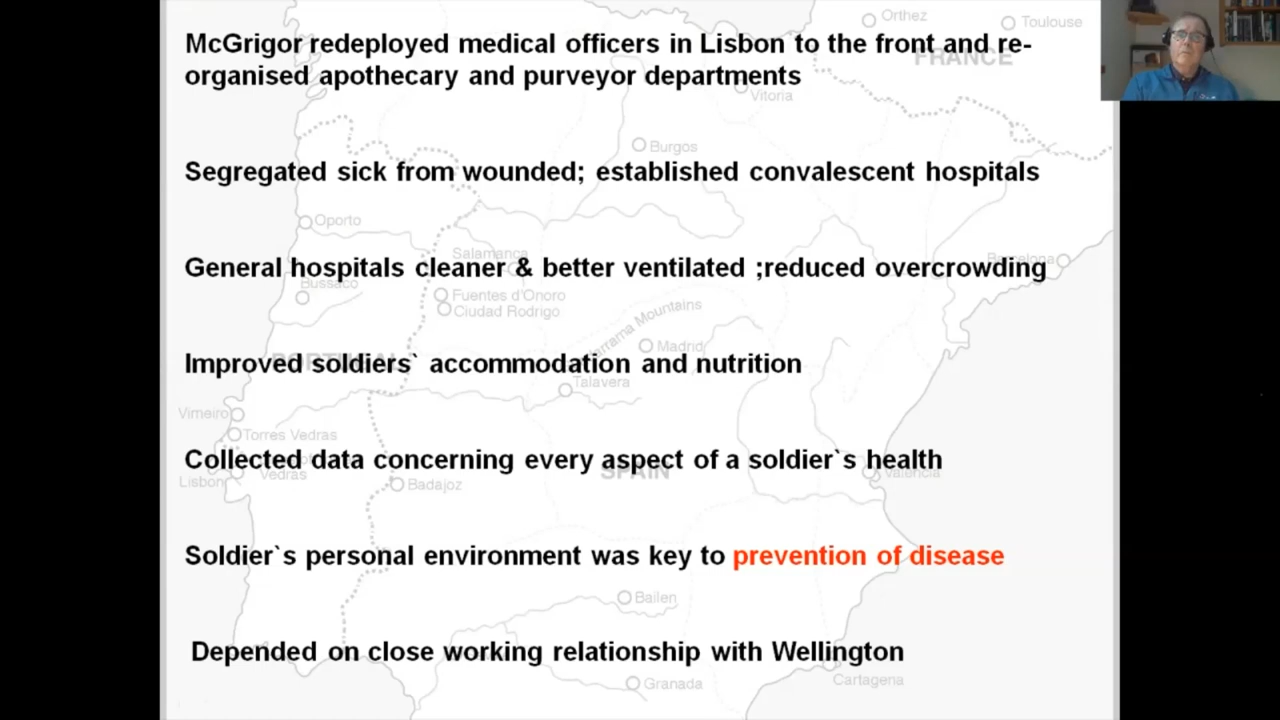 McGrigor redeployed medical officers in Lisbon to the front and re-
organised apothecary and purveyor departments
Segregated sick from wounded; established convalescent hospitals
General hospitals cleaner & better ventilated ;reduced overcrowding
Improved soldiers` accommodation and nutrition
Collected data concerning every aspect of a soldier`s health
Soldier`s personal environment was key to prevention of disease
Depended on close working relationship with Wellington
Orthez
Toulouse
FRANCE
Vitoria
Burgos
Oporto
Salamanca
Barcelona
Bussaco
Fuentes d'Onoro
Ciudad Rodrigo
Mountains
Madrid
PORTUGAL
Talavera
Vimeiro
Torres Vedras
Vedras
Lisbon
SPAIN
Valencia
Badajoz
Bailen
Granada
Cartagena